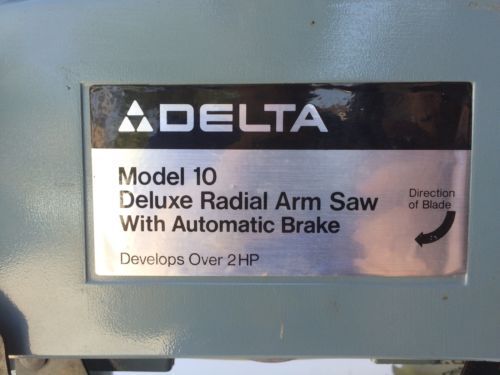 DELTA
Model 10
Deluxe Radial Arm Saw
With Automatic Brake
Develops Over 2HP
Direction
of Blade